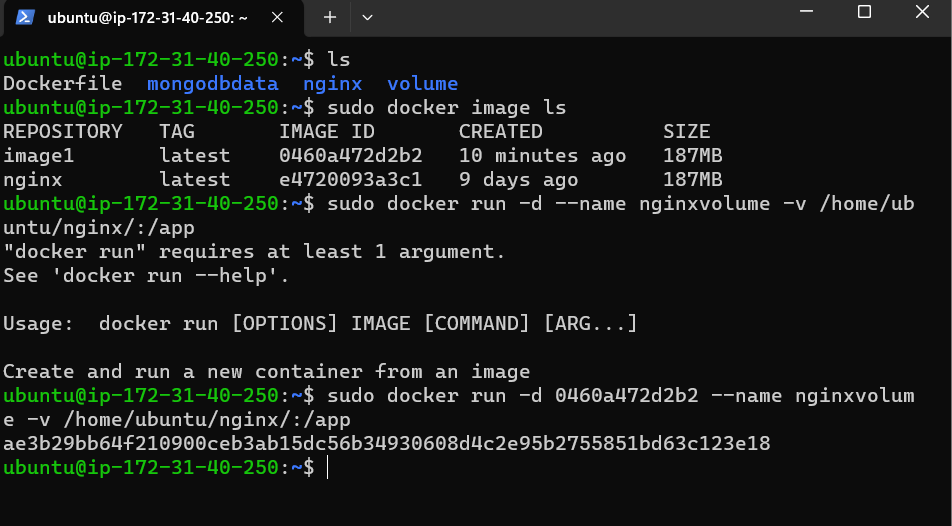 ubuntu@ip-172-31-40-250: ~
ubuntu@ip-172-31-40-250:~$ ls
Dockerfile  mongodbdata  nginx  volume
ubuntu@ip-172-31-40-250:~$ sudo docker image ls
REPOSITORY   TAG       IMAGE ID       CREATED          SIZE
image1       latest    0460a472d2b2   10 minutes ago   187MB
nginx        latest    e4720093a3c1   9 days ago       187MB
ubuntu@ip-172-31-40-250:~$ sudo docker run -d --name nginxvolume -v /home/ub
untu/nginx/:/app
"docker run" requires at least 1 argument.
See 'docker run --help'.
Usage:  docker run [OPTIONS] IMAGE [COMMAND] [ARG...]
Create and run a new container from an image
ubuntu@ip-172-31-40-250:~$ sudo docker run -d 0460a472d2b2 --name nginxvolum
e -v /home/ubuntu/nginx/:/app
ae3b29bb64f210900ceb3ab15dc56b34930608d4c2e95b2755851bd63c123e18
ubuntu@ip-172-31-40-250:~$